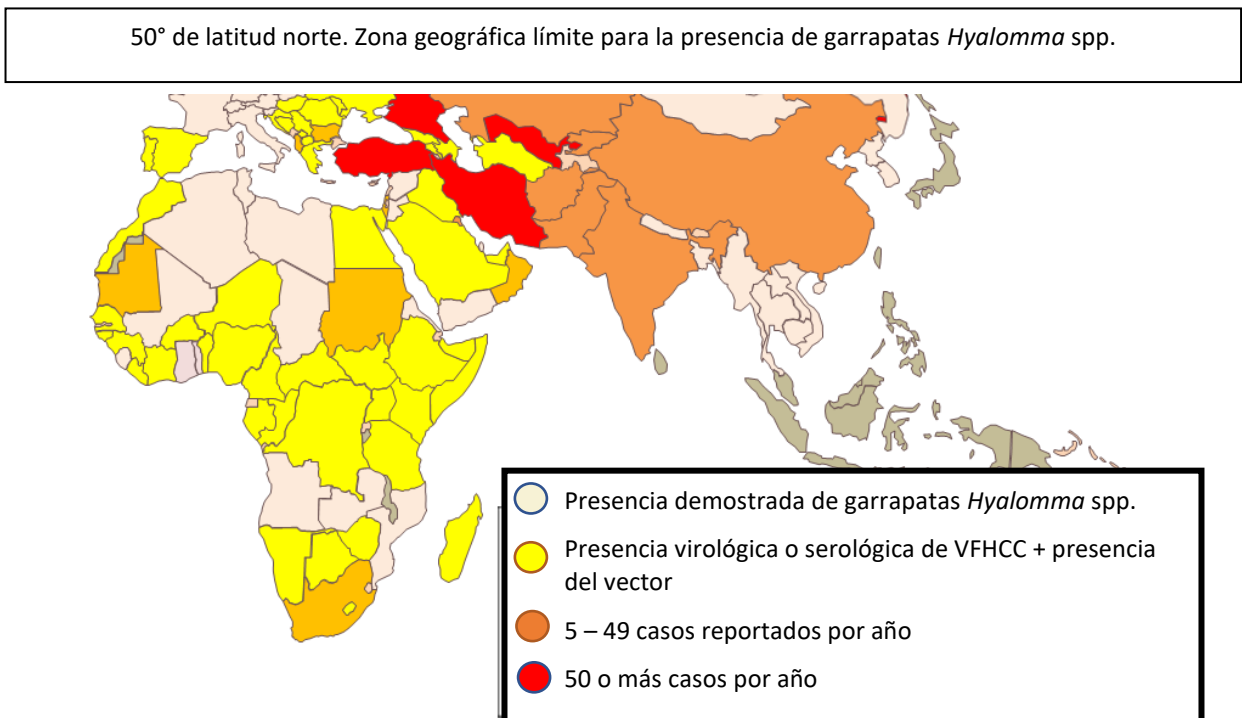 50° de latitud norte. Zona geográfica límite para la presencia de garrapatas Hyalomma spp.
Presencia demostrada de garrapatas Hyalomma spp.
Presencia virológica o serológica de VFHCC + presencia
del vector
5 – 49 casos reportados por año
50 o más casos por año